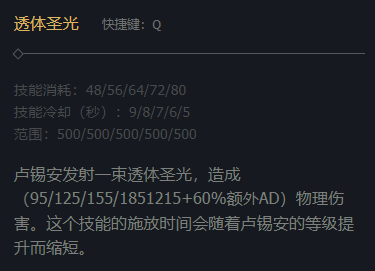 透体圣光 快捷键：Q
技能消耗：48/56/64/72/80
技能冷却（秒）：9/8/7/6/5
范围：500/500/500/500/500
卢锡安发射一束透体圣光，造成
（95/125/155/1851215+60%额外AD）物理伤
害。这个技能的施放时间会随着卢锡安的等级提
升而缩短。